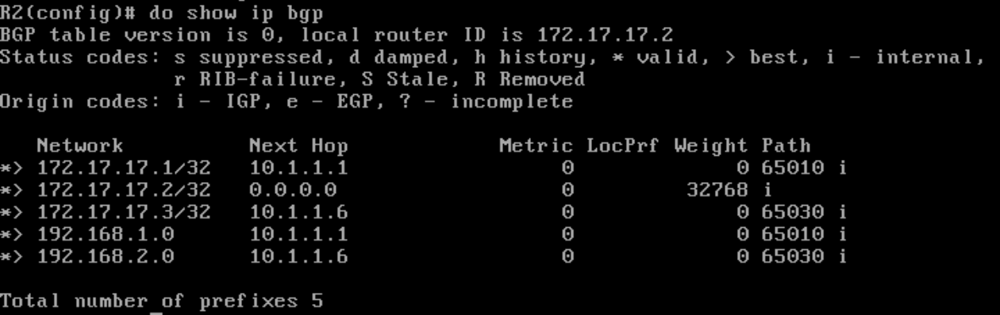 R2(config)# do show ip bgp
BGP table version is 0, local router ID is 172.17.17.2
Status codes: s suppressed, d damped, h history, * valid, > best, i - internal,
              r RIB-failure, S Stale, R Removed
Origin codes: i - IGP, e - EGP, ? - incomplete

   Network          Next Hop            Metric LocPrf Weight Path
*> 172.17.17.1/32   10.1.1.1                 0             0 65010 i
*> 172.17.17.2/32   0.0.0.0                  0         32768 i
*> 172.17.17.3/32   10.1.1.6                 0             0 65030 i
*> 192.168.1.0      10.1.1.1                 0             0 65010 i
*> 192.168.2.0      10.1.1.6                 0             0 65030 i

Total number of prefixes 5